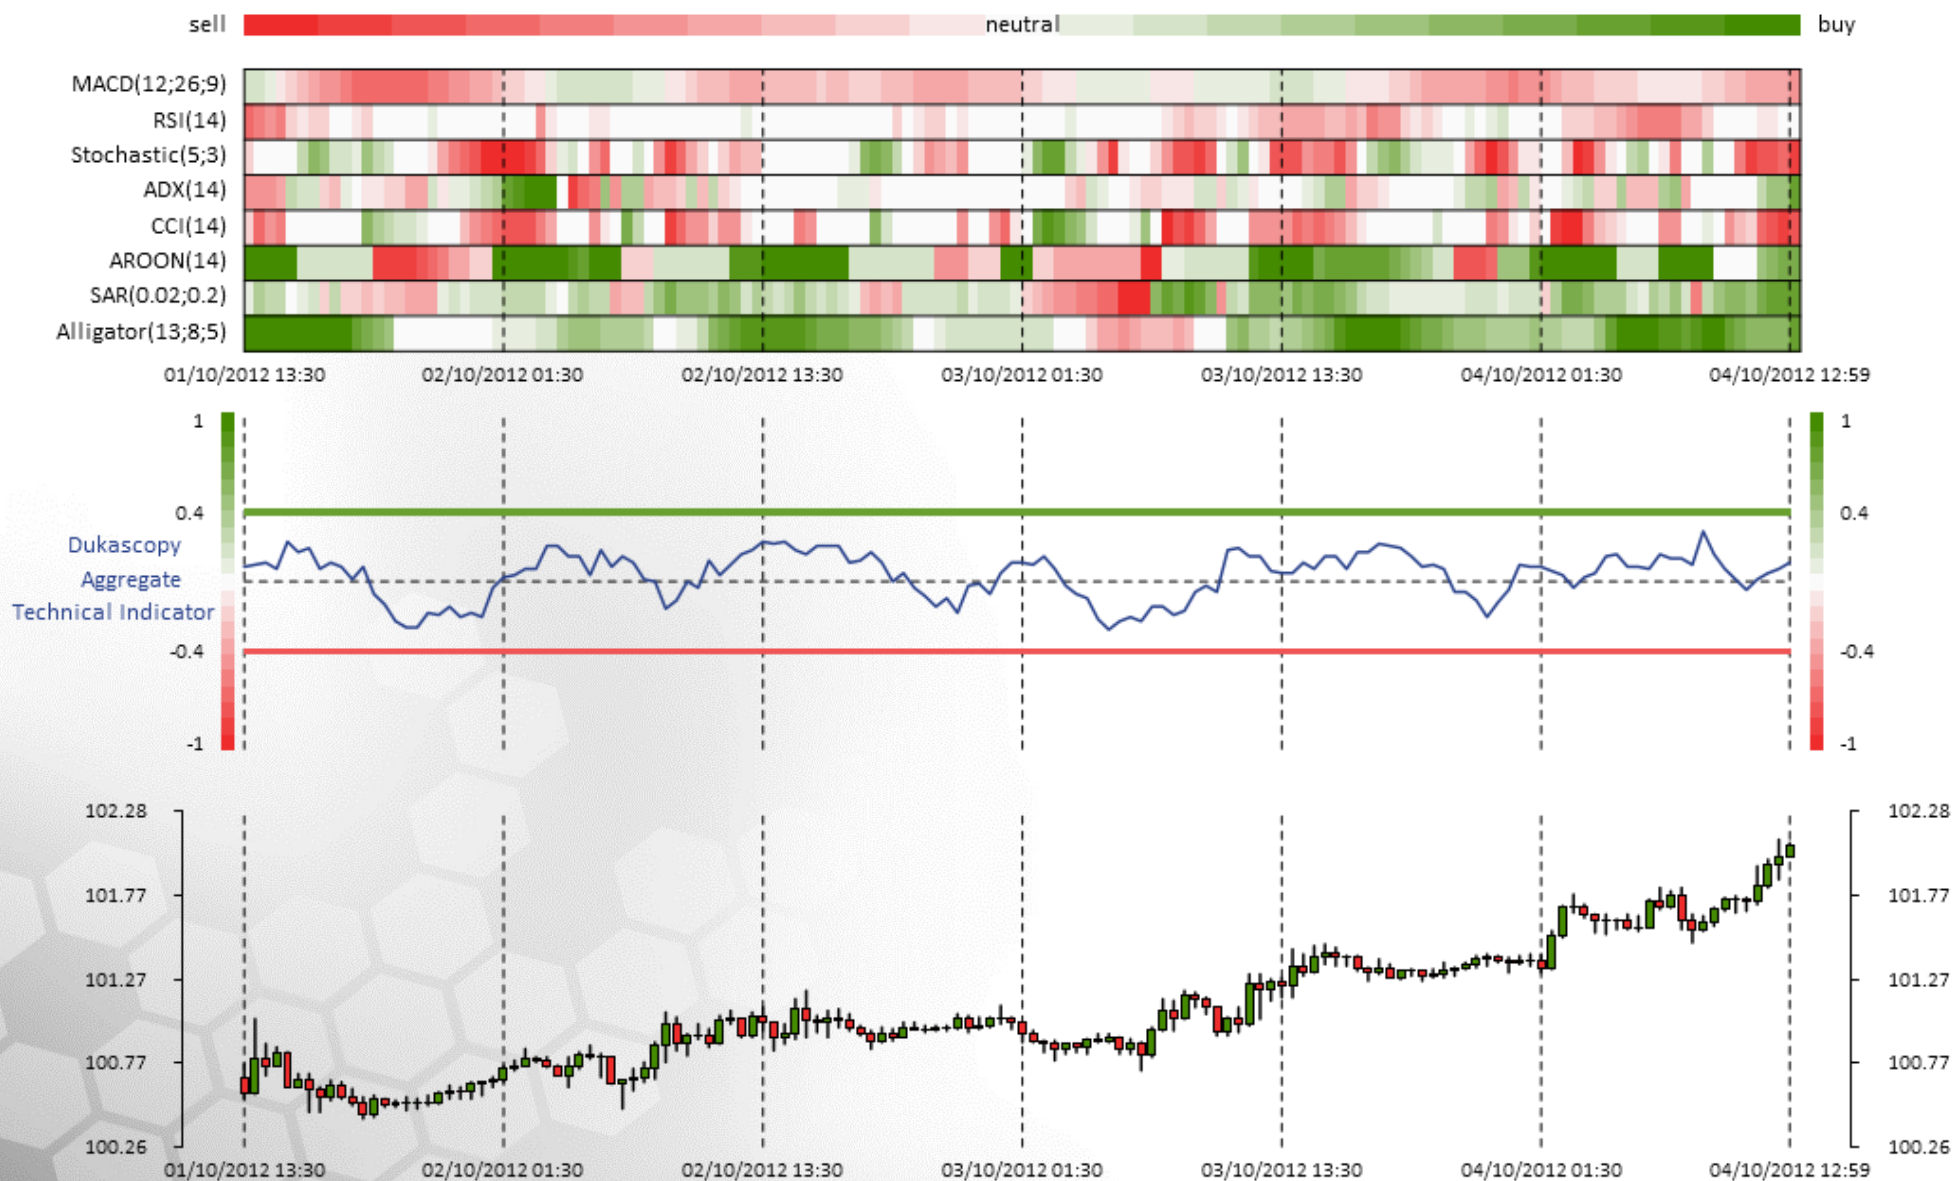 sell neutral buy
MACD(12;26;9)
RSI(14)
Stochastic(5;3)
ADX(14)
CCI(14)
AROON(14)
SAR(0.02;0.2)
Alligator(13;8;5)
01/10/2012 13:30 02/10/2012 01:30 02/10/2012 13:30 03/10/2012 01:30 03/10/2012 13:30 04/10/2012 01:30 04/10/2012 12:59
1 1
0.4 0.4
Dukascopy
Aggregate
Technical Indicator
-0.4 -0.4
-1 -1
102.28 102.28
101.77 101.77
101.27 101.27
100.77 100.77
100.26 100.26
01/10/2012 13:30 02/10/2012 01:30 02/10/2012 13:30 03/10/2012 01:30 03/10/2012 13:30 04/10/2012 01:30 04/10/2012 12:59